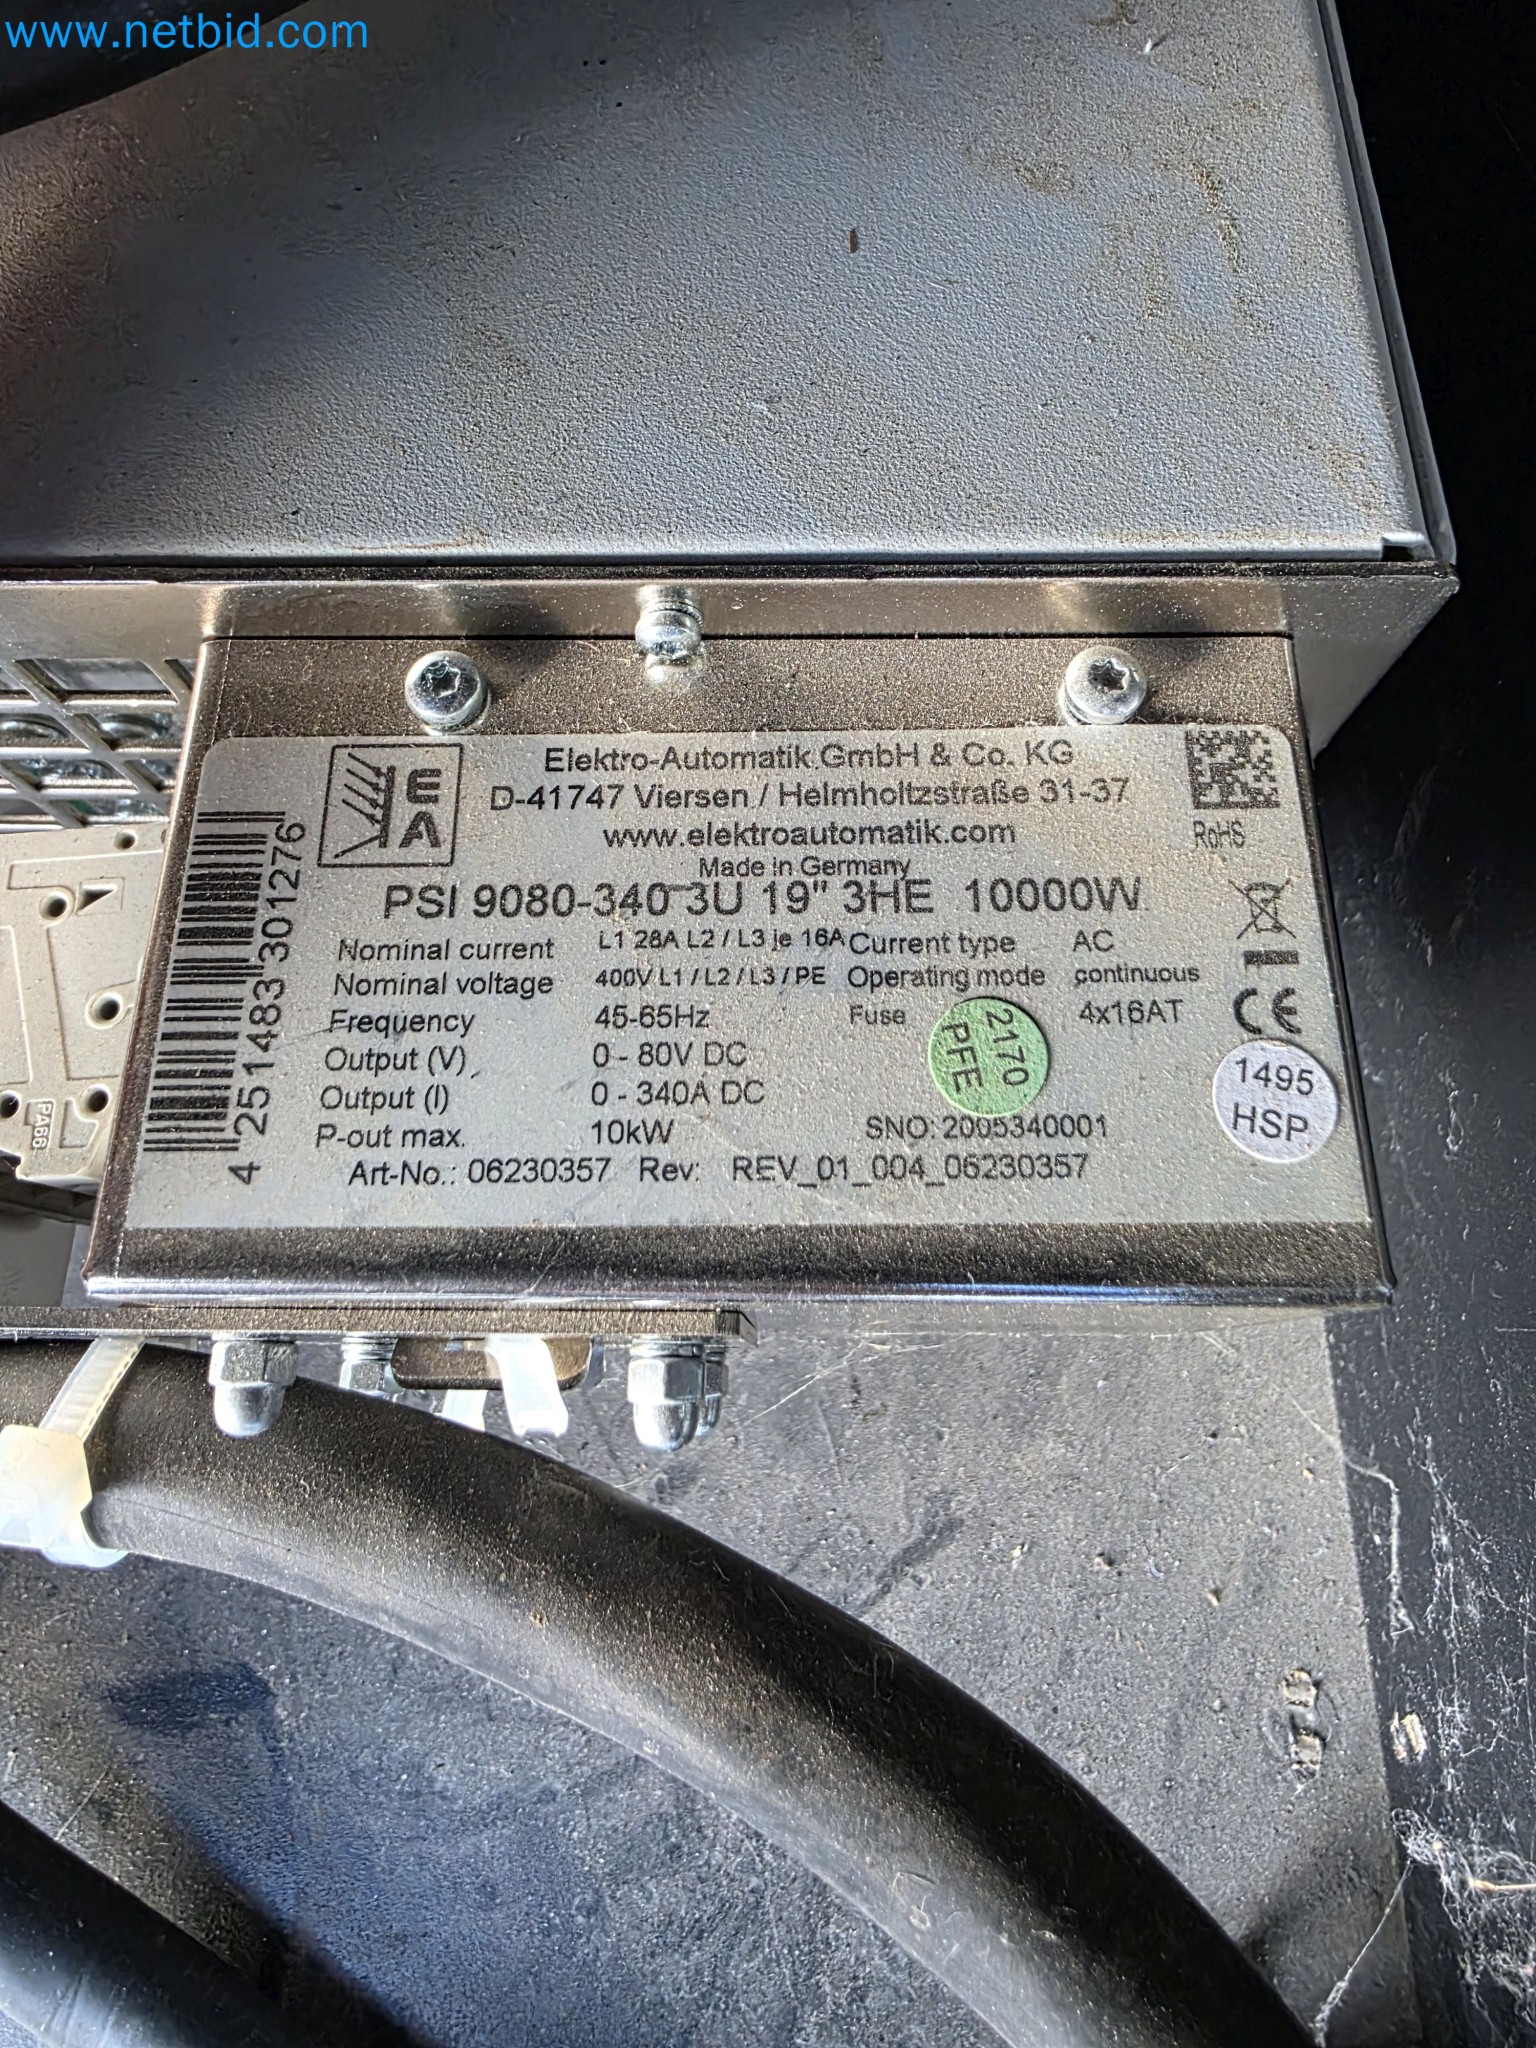 www.netbid.com
EA
Elektro-Automatik GmbH & Co. KG
D-41747 Viersen / Helmholtzstraße 31-37
www.elektroautomatik.com
Made in Germany
RoHS
PSI 9080-340 3U 19" 3HE 10000W
Nominal current L1 28A L2 / L3 je 16A Current type AC
Nominal voltage 400V L1 / L2 / L3 / PE Operating mode continuous
Frequency 45-65Hz Fuse 4x16AT
CE
Output (V) 0 - 80V DC
Output (I) 0 - 340A DC
P-out max. 10kW SNO: 2005340001
Art-No.: 06230357 Rev: REV_01_004_06230357
2170
PFE
1495
HSP
4 251483 301276
PA66